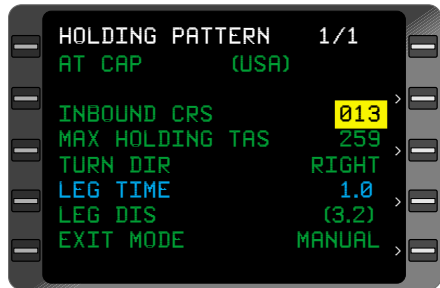 HOLDING PATTERN 1/1
AT CAP (USA)
INBOUND CRS 013 >
MAX HOLDING TAS 259
TURN DIR RIGHT >
LEG TIME 1.0 >
LEG DIS (3.2)
EXIT MODE MANUAL >